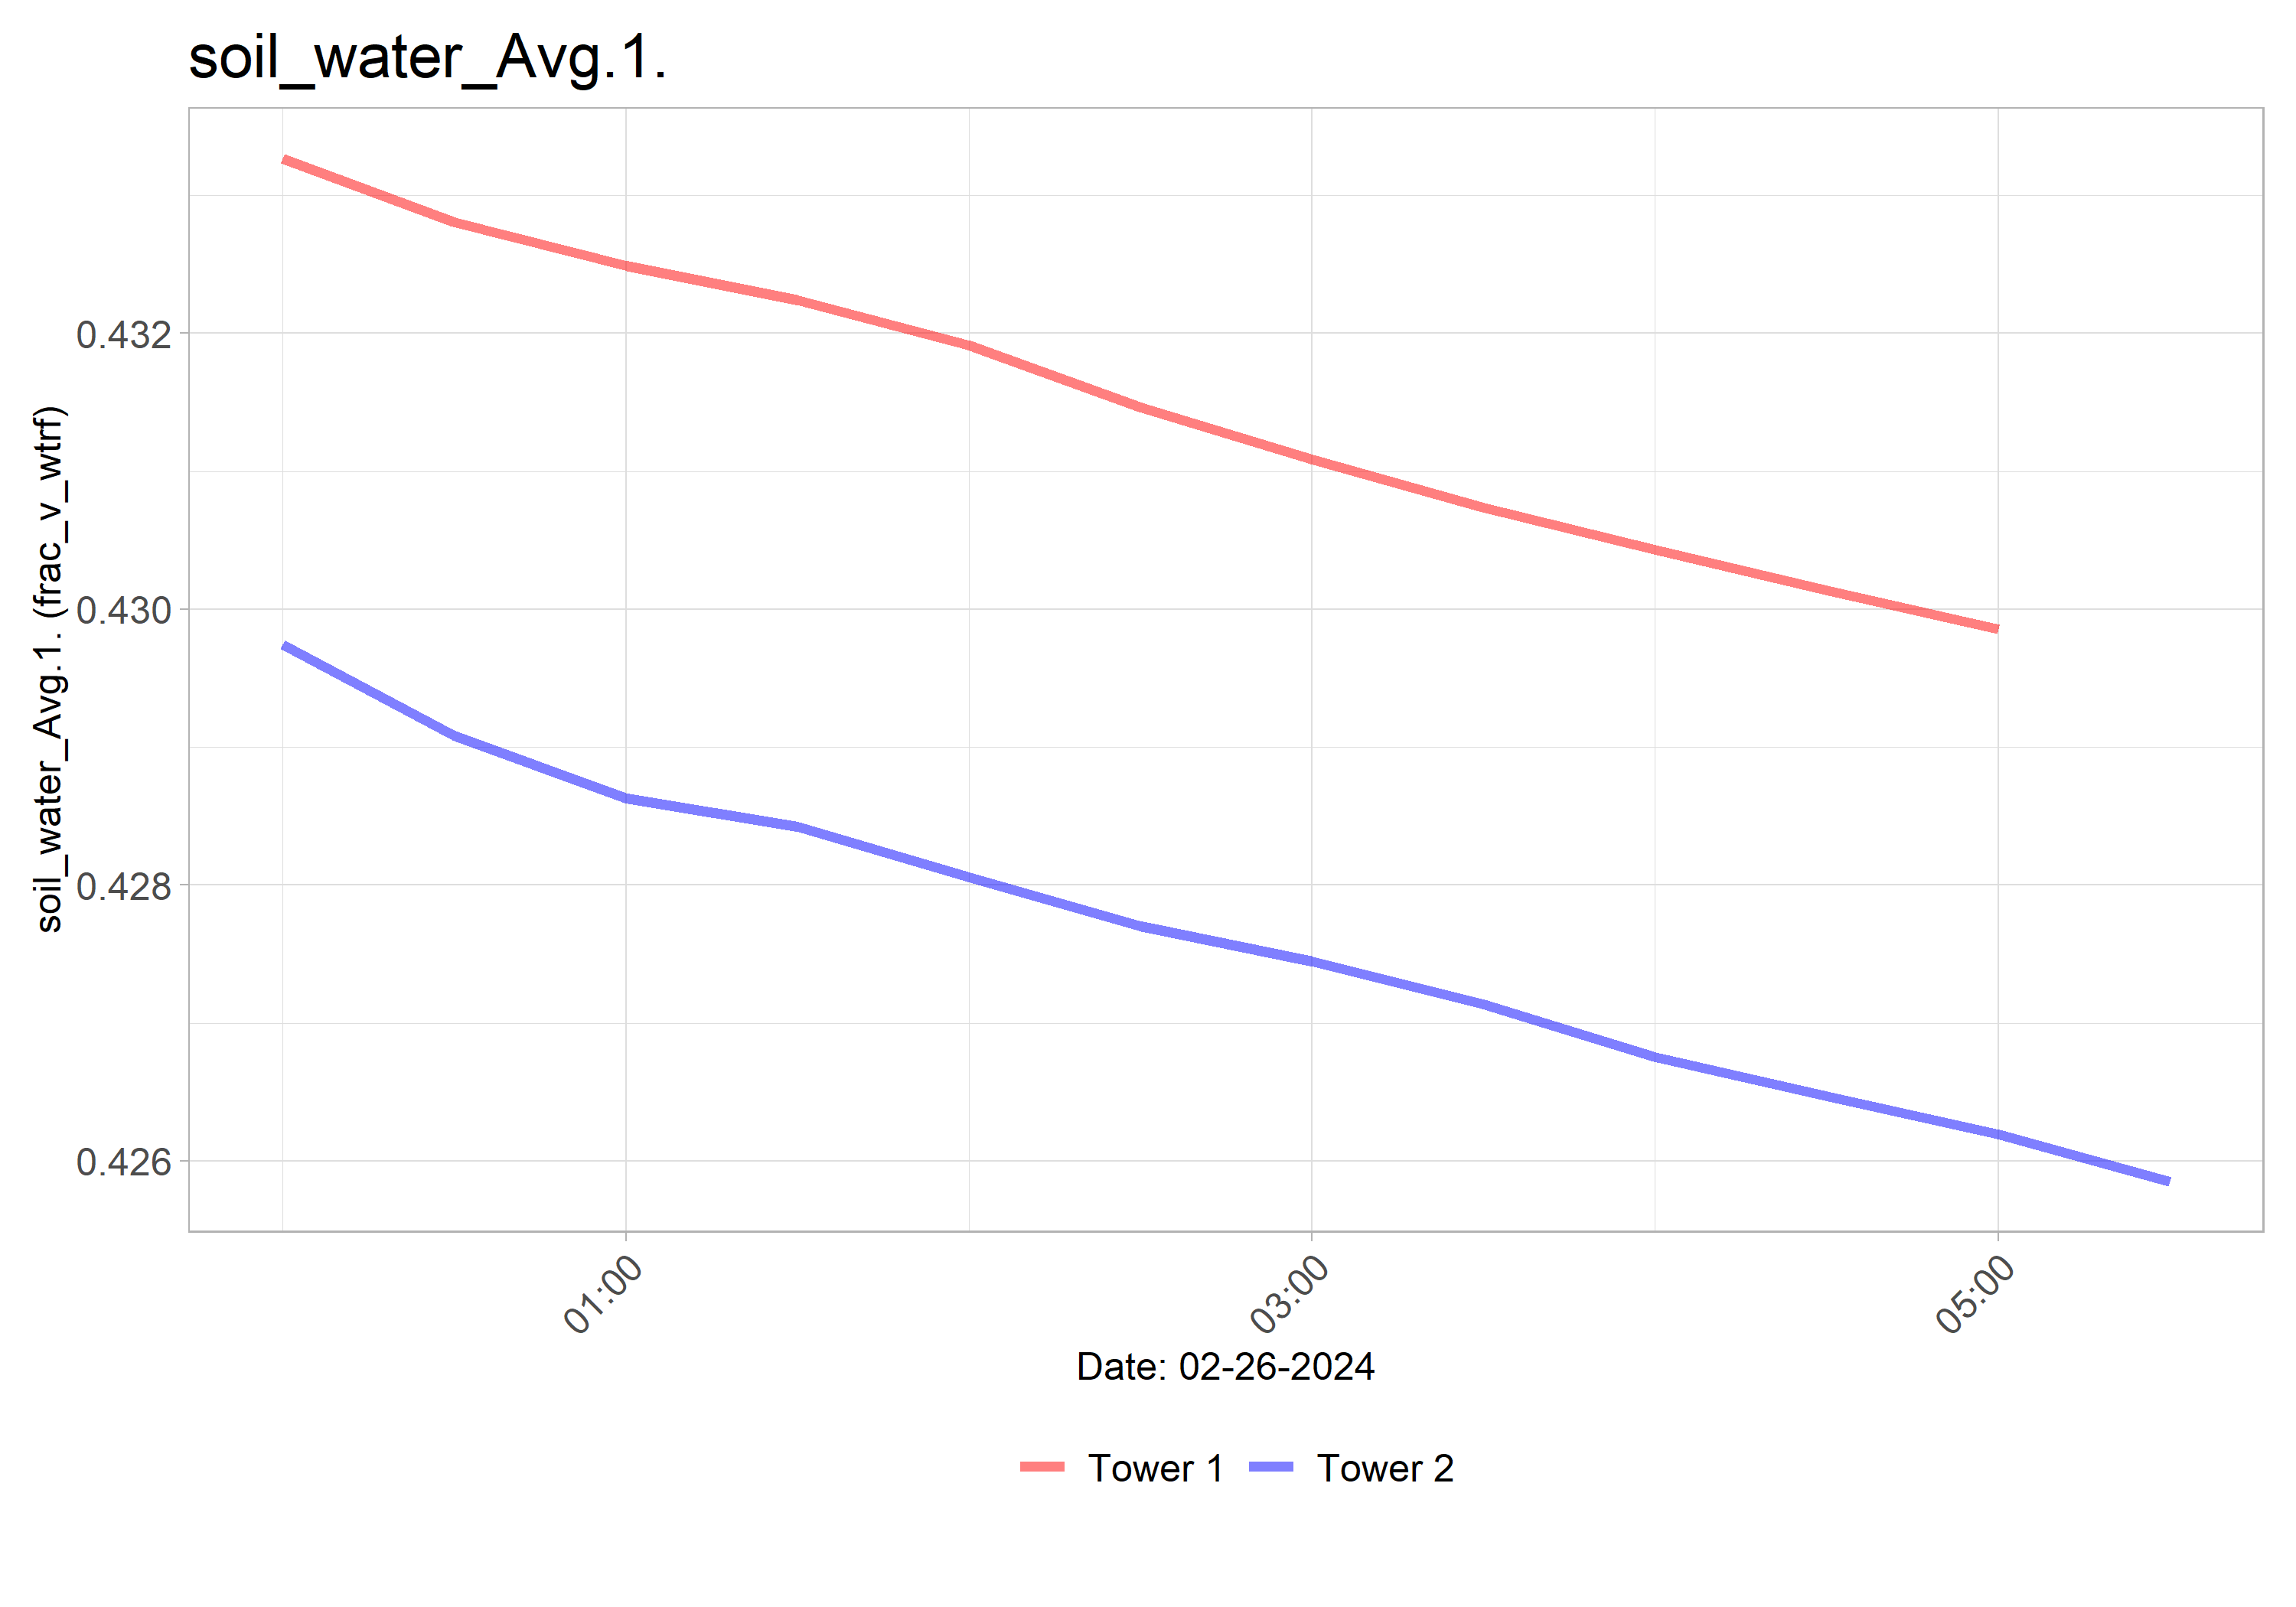 soil_water_Avg.1.
soil_water_Avg.1. (frac_v_wtrf)
0.432
0.430
0.428
0.426
01:00
03:00
05:00
Date: 02-26-2024
Tower 1
Tower 2